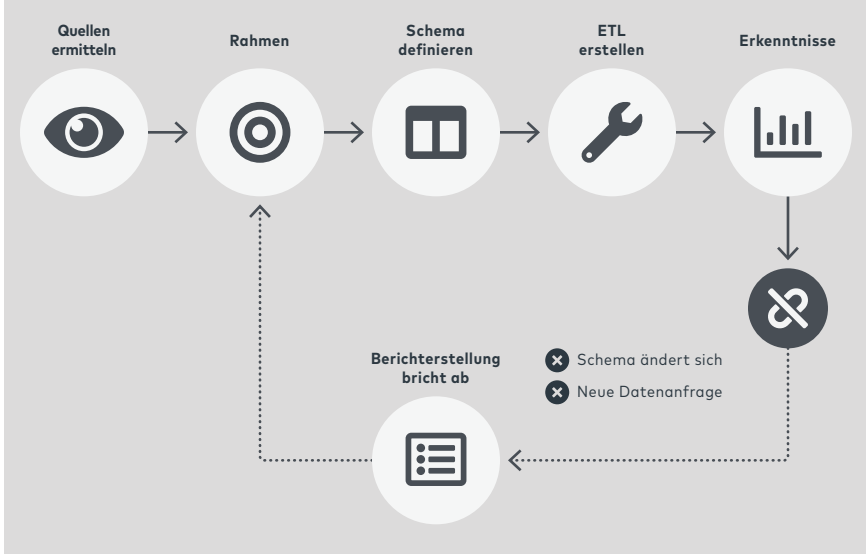 Quellen
ermitteln
Rahmen
Schema
definieren
ETL
erstellen
Erkenntnisse
Berichterstellung
bricht ab
Schema ändert sich
Neue Datenanfrage